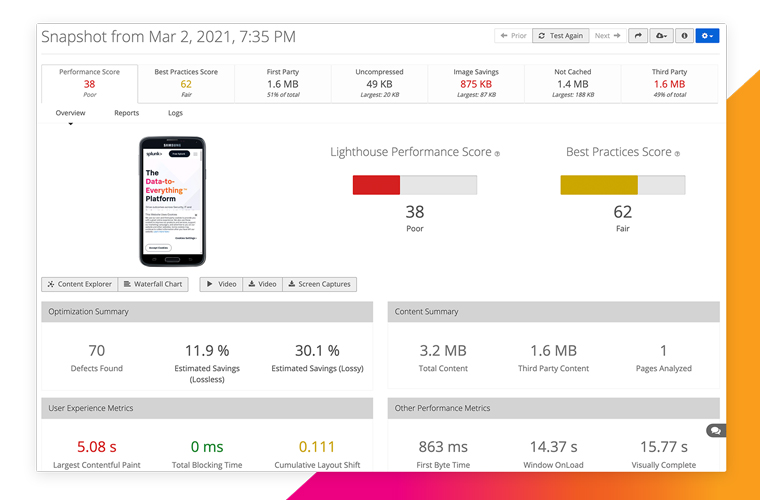 Snapshot from Mar 2, 2021, 7:35 PM
Prior
Test Again
Next
Performance Score
38
Poor
Best Practices Score
62
Fair
First Party
1.6 MB
51% of total
Uncompressed
49 KB
Largest: 20 KB
Image Savings
875 KB
Largest: 87 KB
Not Cached
1.4 MB
Largest: 188 KB
Third Party
1.6 MB
49% of total
Overview
Reports
Logs
SAMSUNG
splunk>
The
Data-to-
Everything™
Platform
Cookies Settings
Accept Cookies
Lighthouse Performance Score
38
Poor
Best Practices Score
62
Fair
Content Explorer
Waterfall Chart
Video
Video
Screen Captures
Optimization Summary
70
Defects Found
11.9 %
Estimated Savings
(Lossless)
30.1 %
Estimated Savings (Lossy)
Content Summary
3.2 MB
Total Content
1.6 MB
Third Party Content
1
Pages Analyzed
User Experience Metrics
5.08 s
Largest Contentful Paint
0 ms
Total Blocking Time
0.111
Cumulative Layout Shift
Other Performance Metrics
863 ms
First Byte Time
14.37 s
Window OnLoad
15.77 s
Visually Complete